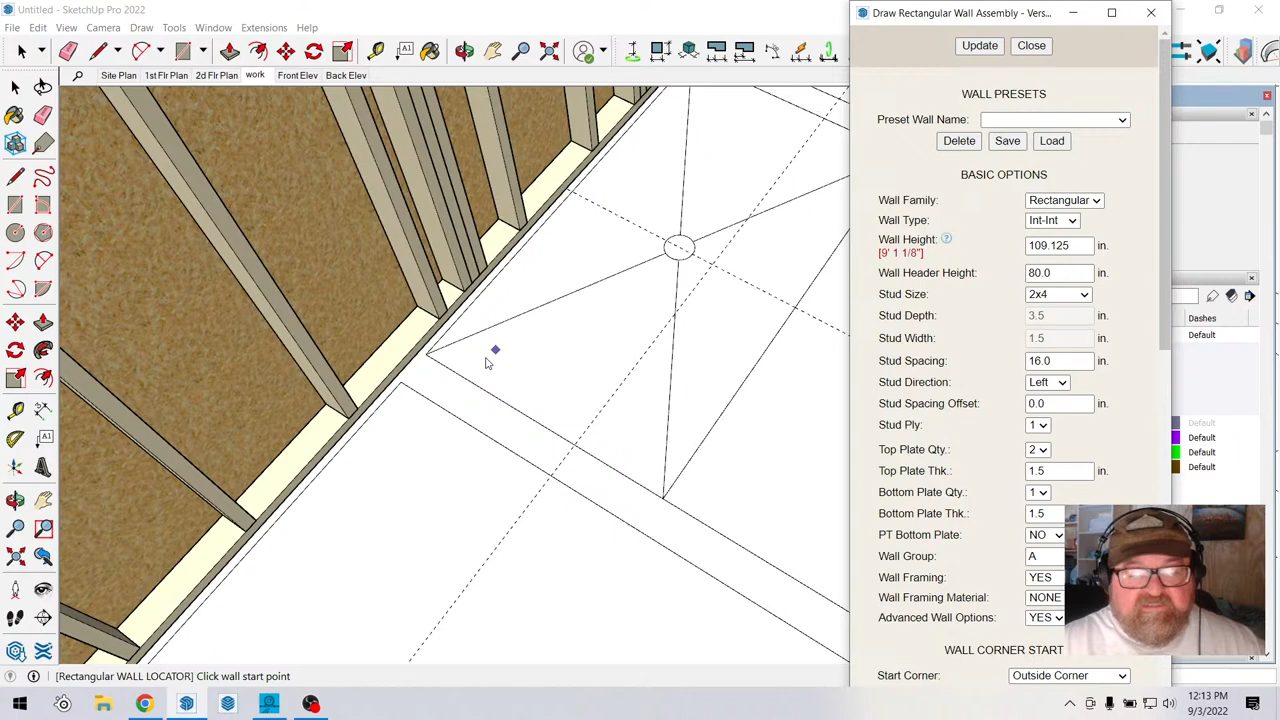 Untitled - SketchUp Pro 2022
File Edit View Camera Draw Tools Window Extensions Help
A1
Site Plan 1st Flr Plan 2d Flr Plan work Front Elev Back Elev
A1
Draw Rectangular Wall Assembly - Vers...
Update Close
WALL PRESETS
Preset Wall Name:
Delete Save Load
BASIC OPTIONS
Wall Family: Rectangular
Wall Type: Int-Int
Wall Height: ? 109.125 in.
[9' 1 1/8"]
Wall Header Height: 80.0 in.
Stud Size: 2x4
Stud Depth: 3.5 in.
Stud Width: 1.5 in.
Stud Spacing: 16.0 in.
Stud Direction: Left
Stud Spacing Offset: 0.0 in.
Stud Ply: 1
Top Plate Qty.: 2
Top Plate Thk.: 1.5 in.
Bottom Plate Qty.: 1
Bottom Plate Thk.: 1.5
PT Bottom Plate: NO
Wall Group: A
Wall Framing: YES
Wall Framing Material: NONE
Advanced Wall Options: YES
WALL CORNER START
Start Corner: Outside Corner
Dashes
Default
Default
Default
Default
Default
[Rectangular WALL LOCATOR] Click wall start point
12:13 PM
9/3/2022